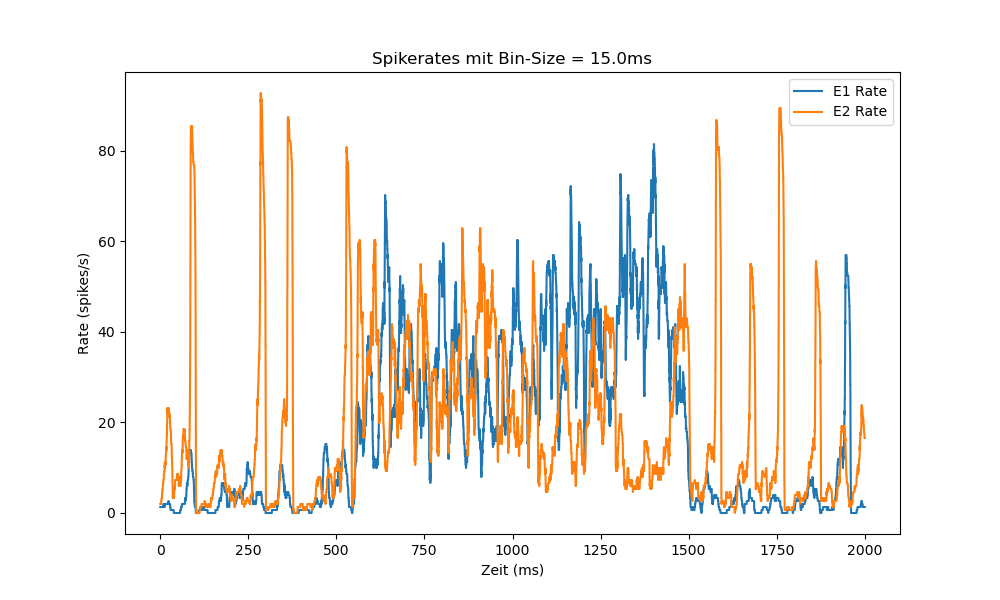 Spikerates mit Bin-Size = 15.0ms
E1 Rate
E2 Rate
Rate (spikes/s)
80
60
40
20
0
0 250 500 750 1000 1250 1500 1750 2000
Zeit (ms)